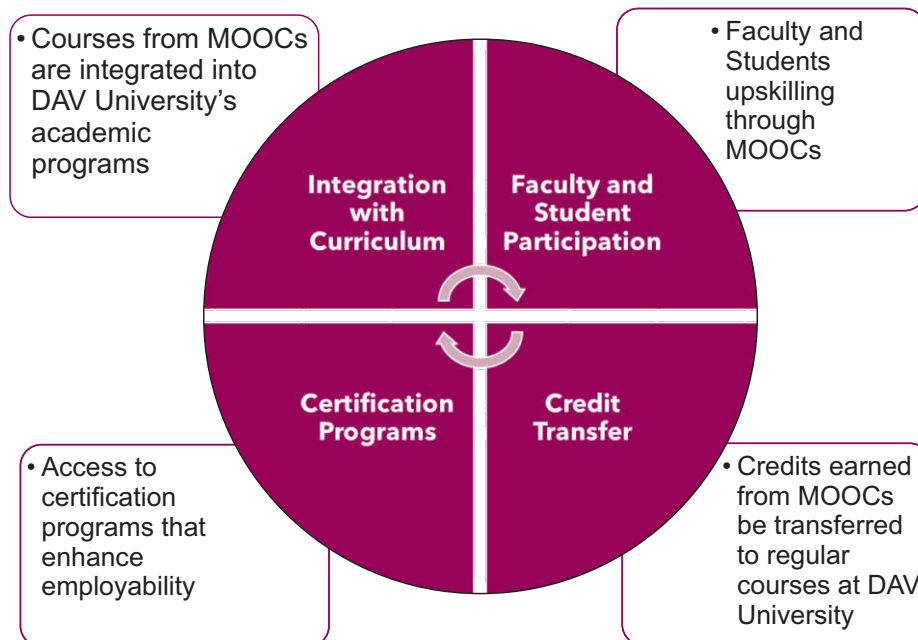 • Courses from MOOCs
are integrated into
DAV University's
academic
programs
• Faculty and
Students
upskilling
through
MOOCs
Integration
with
Curriculum
Faculty and
Student
Participation
Certification
Programs
Credit
Transfer
• Access to
certification
programs that
enhance
employability
• Credits earned
from MOOCs
be transferred
to regular
courses at DAV
University